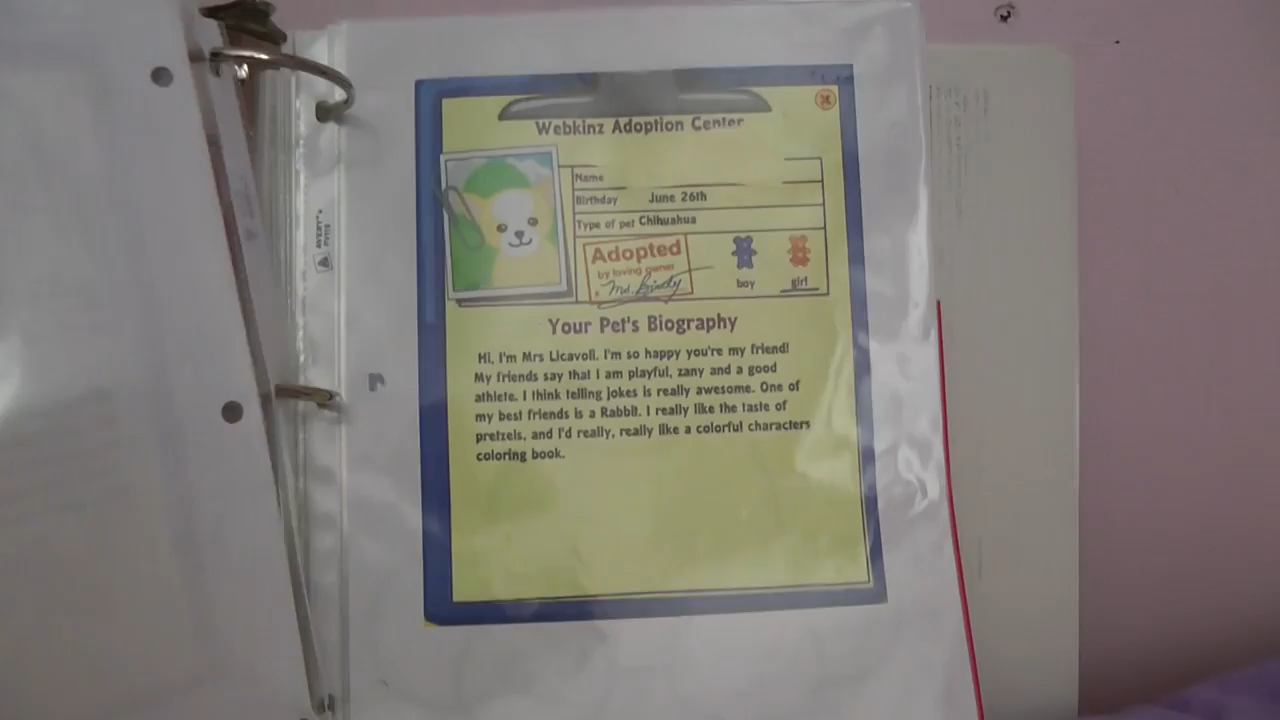 Webkinz Adoption Center
Name
Birthday June 26th
Type of pet Chihuahua
Adopted
by loving owner
Ms. Birdy
boy girl
Your Pet's Biography
Hi, I'm Mrs Licavoli. I'm so happy you're my friend!
My friends say that I am playful, zany and a good
athlete. I think telling jokes is really awesome. One of
my best friends is a Rabbit. I really like the taste of
pretzels, and I'd really, really like a colorful characters
coloring book.
AVERY